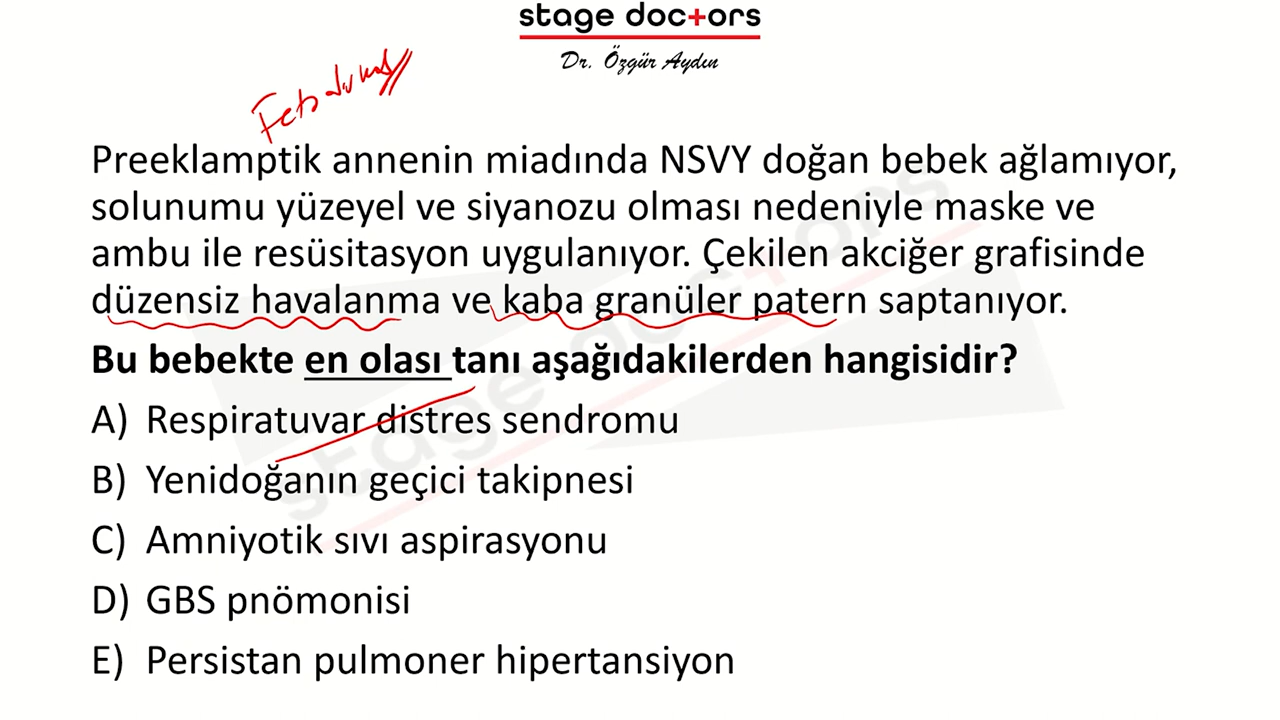 stage doctors
Dr. Özgür Aydın
Preeklamptik annenin miadında NSVY doğan bebek ağlamıyor,
solunumu yüzeyel ve siyanozu olması nedeniyle maske ve
ambu ile resüsitasyon uygulanıyor. Çekilen akciğer grafisinde
düzensiz havalanma ve kaba granüler patern saptanıyor.
Bu bebekte en olası tanı aşağıdakilerden hangisidir?
A) Respiratuvar distres sendromu
B) Yenidoğanın geçici takipnesi
C) Amniyotik sıvı aspirasyonu
D) GBS pnömonisi
E) Persistan pulmoner hipertansiyon
stage doctors